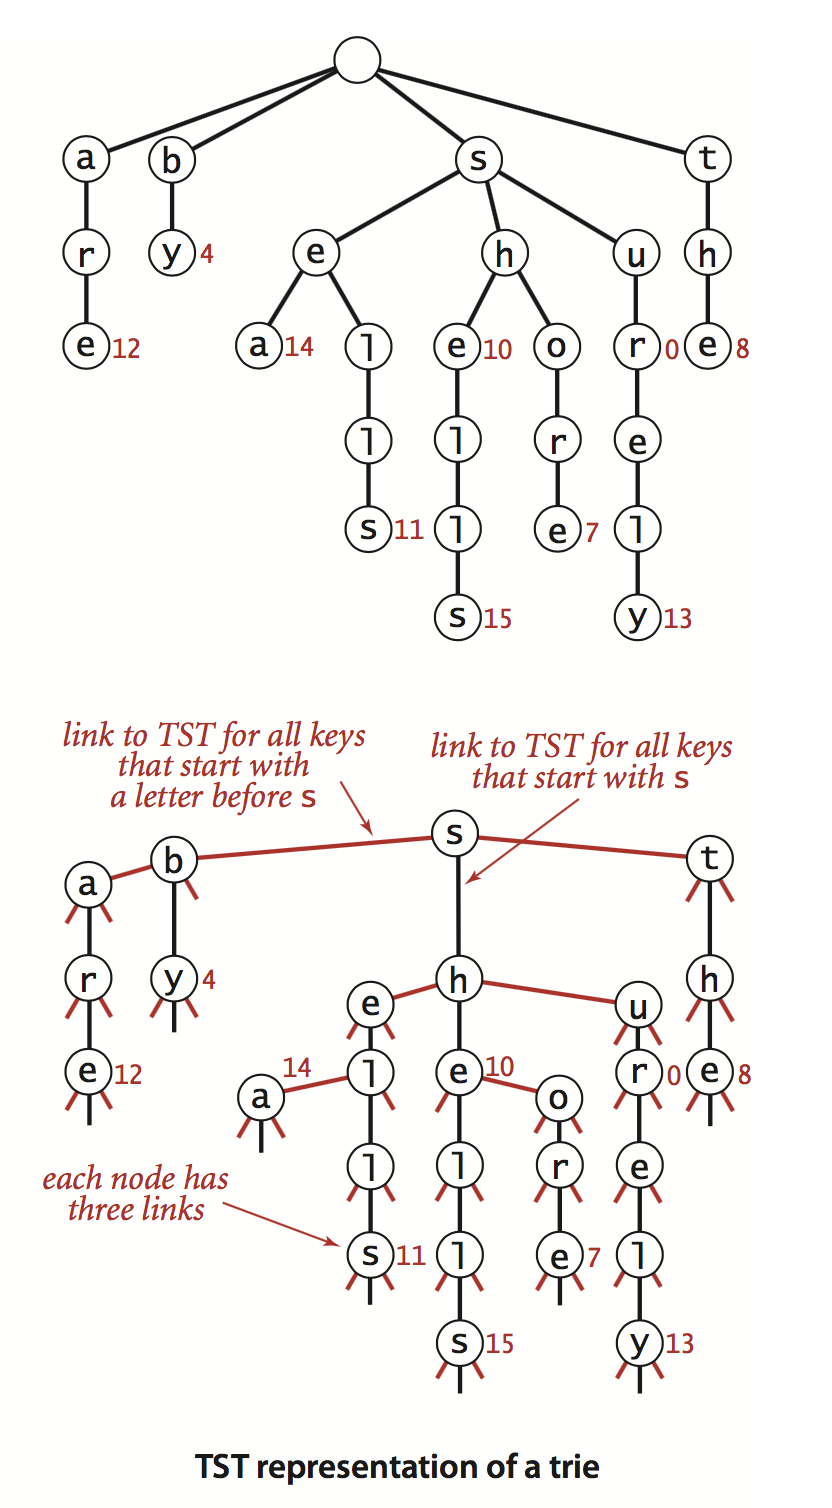 a b s t
r y 4 e h u h
e 12 a 14 l e 10 o r 0 e 8
l l r e
s 11 l e 7 l
s 15 y 13
link to TST for all keys
that start with
a letter before s
link to TST for all keys
that start with s
s
b t
a
r y 4 h h
e u
e 12 14 l e 10 r 0 e 8
a o
each node has
three links
l l r e
s 11 l e 7 l
s 15 y 13
TST representation of a trie